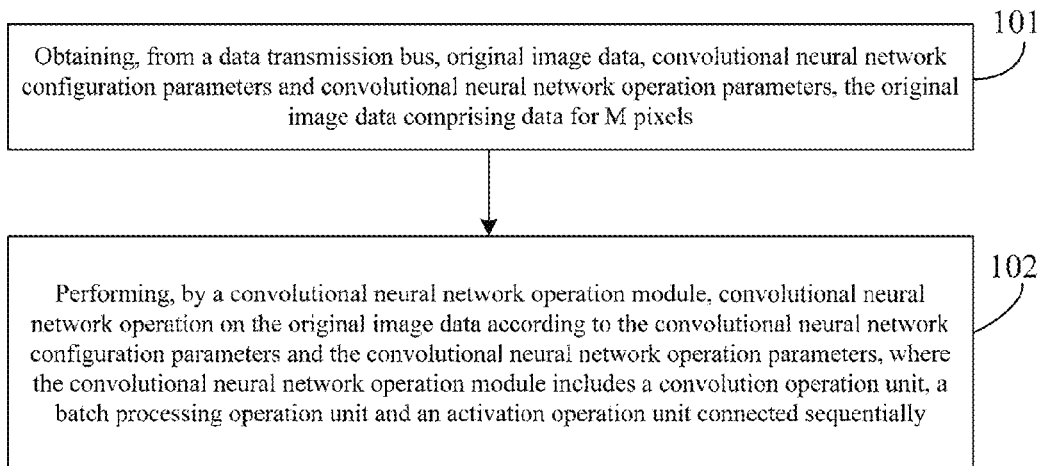 101
Obtaining, from a data transmission bus, original image data, convolutional neural network
configuration parameters and convolutional neural network operation parameters, the original
image data comprising data for M pixels
102
Performing, by a convolutional neural network operation module, convolutional neural
network operation on the original image data according to the convolutional neural network
configuration parameters and the convolutional neural network operation parameters, where
the convolutional neural network operation module includes a convolution operation unit, a
batch processing operation unit and an activation operation unit connected sequentially